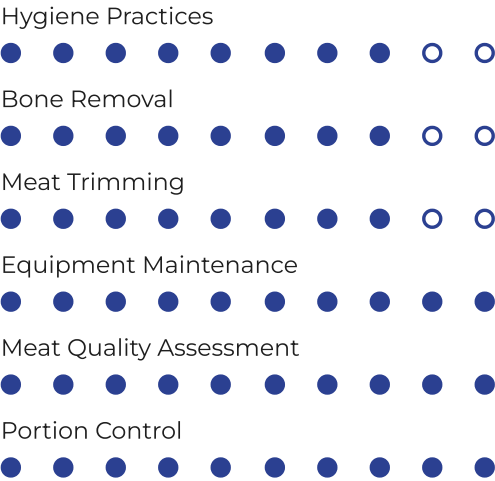 Hygiene Practices
Bone Removal
Meat Trimming
Equipment Maintenance
Meat Quality Assessment
Portion Control